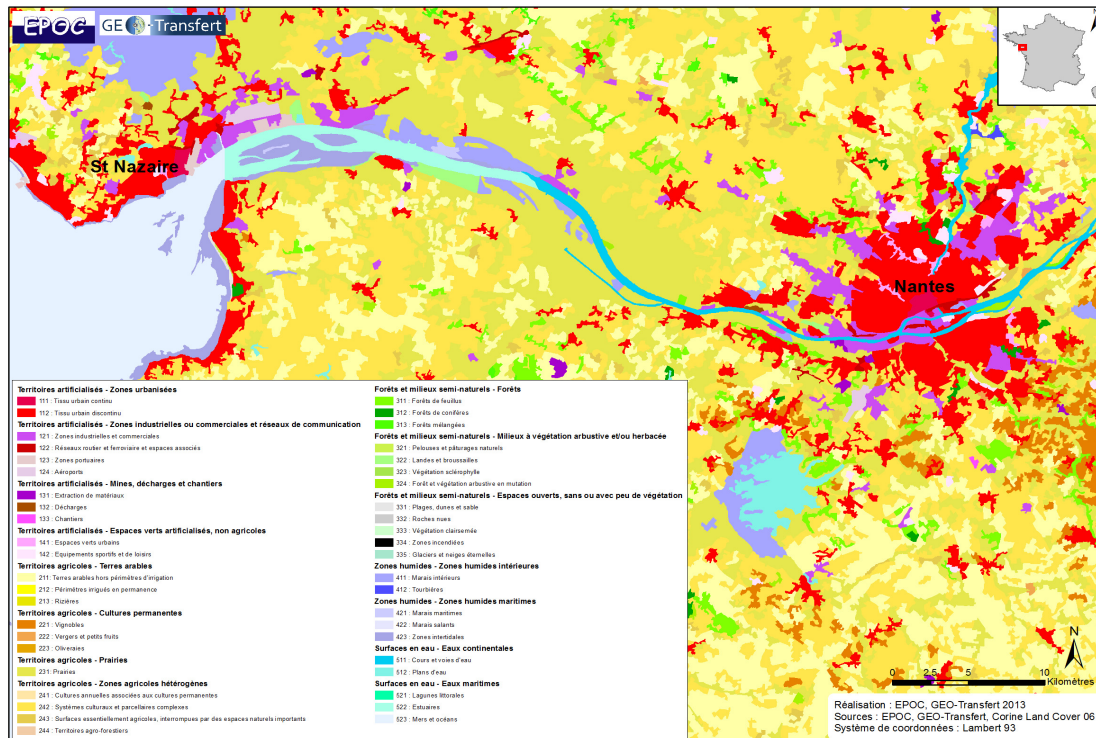 EPOC GEO-Transfert
N
St Nazaire
Nantes
Territoires artificialisés - Zones urbanisées
111 : Tissu urbain continu
112 : Tissu urbain discontinu
Territoires artificialisés - Zones industrielles ou commerciales et réseaux de communication
121 : Zones industrielles et commerciales
122 : Réseaux routier et ferroviaire et espaces associés
123 : Zones portuaires
124 : Aéroports
Territoires artificialisés - Mines, décharges et chantiers
131 : Extraction de matériaux
132 : Décharges
133 : Chantiers
Territoires artificialisés - Espaces verts artificialisés, non agricoles
141 : Espaces verts urbains
142 : Equipements sportifs et de loisirs
Territoires agricoles - Terres arables
211 : Terres arables hors périmètres d'irrigation
212 : Périmètres irrigués en permanence
213 : Rizières
Territoires agricoles - Cultures permanentes
221 : Vignobles
222 : Vergers et petits fruits
223 : Oliveraies
Territoires agricoles - Prairies
231 : Prairies
Territoires agricoles - Zones agricoles hétérogènes
241 : Cultures annuelles associées aux cultures permanentes
242 : Systèmes culturaux et parcellaires complexes
243 : Surfaces essentiellement agricoles, interrompues par des espaces naturels importants
244 : Territoires agro-forestiers
Forêts et milieux semi-naturels - Forêts
311 : Forêts de feuillus
312 : Forêts de conifères
313 : Forêts mélangées
Forêts et milieux semi-naturels - Milieux à végétation arbustive et/ou herbacée
321 : Pelouses et pâturages naturels
322 : Landes et broussailles
323 : Végétation sclérophylle
324 : Forêt et végétation arbustive en mutation
Forêts et milieux semi-naturels - Espaces ouverts, sans ou avec peu de végétation
331 : Plages, dunes et sable
332 : Roches nues
333 : Végétation clairsemée
334 : Zones incendiées
335 : Glaciers et neiges éternelles
Zones humides - Zones humides intérieures
411 : Marais intérieurs
412 : Tourbières
Zones humides - Zones humides maritimes
421 : Marais maritimes
422 : Marais salants
423 : Zones intertidales
Surfaces en eau - Eaux continentales
511 : Cours et voies d'eau
512 : Plans d'eau
Surfaces en eau - Eaux maritimes
521 : Lagunes littorales
522 : Estuaires
523 : Mers et océans
N
0 2,5 5 10
Kilomètres
Réalisation : EPOC, GEO-Transfert 2013
Sources : EPOC, GEO-Transfert, Corine Land Cover 06
Système de coordonnées : Lambert 93